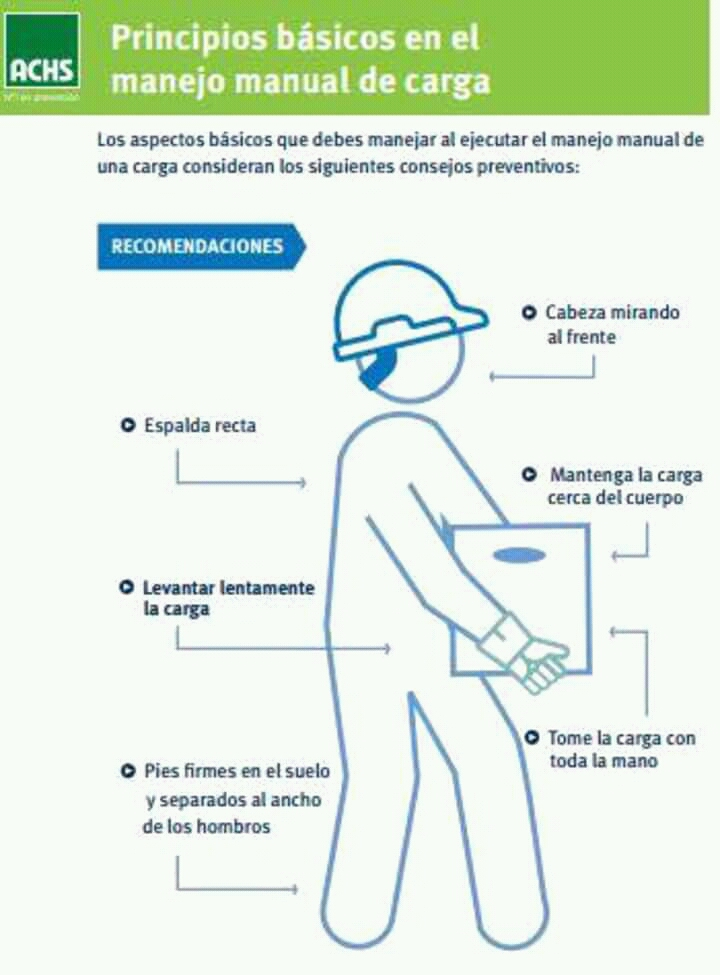 ACHS
Principios básicos en el
manejo manual de carga
Los aspectos básicos que debes manejar al ejecutar el manejo manual de
una carga consideran los siguientes consejos preventivos:
RECOMENDACIONES
Cabeza mirando
al frente
Espalda recta
Mantenga la carga
cerca del cuerpo
Levantar lentamente
la carga
Tome la carga con
toda la mano
Pies firmes en el suelo
y separados al ancho
de los hombros